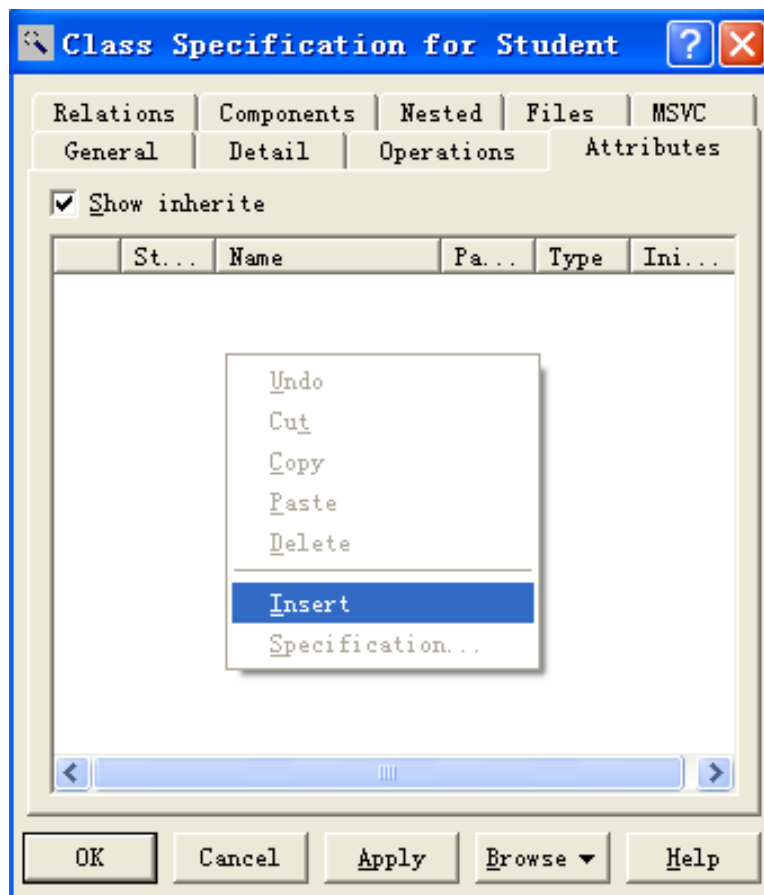 Class Specification for Student
Relations Components Nested Files MSVC
General Detail Operations Attributes
Show inherite
St... Name Pa... Type Ini...
Undo
Cut
Copy
Paste
Delete
Insert
Specification...
OK Cancel Apply Browse Help